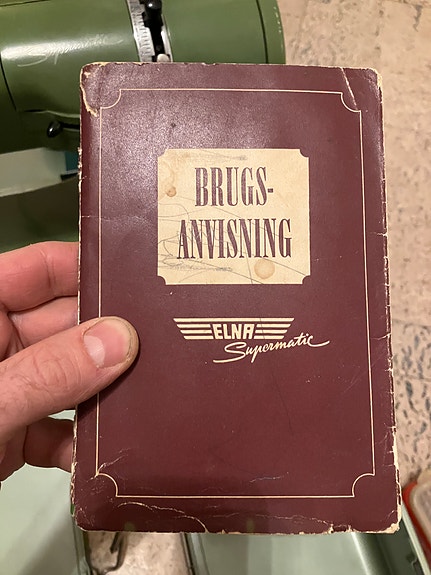 BRUGS-
ANVISNING
ELNA
Supermatic